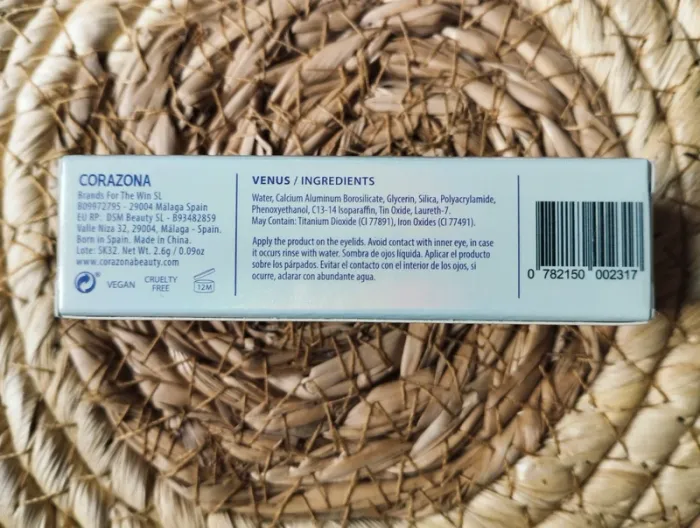 CORAZONA
Brands For The Win SL
B09972795 - 29004 Málaga Spain
EU RP: DSM Beauty SL - B93482859
Valle Niza 32, 29004, Málaga - Spain.
Born in Spain. Made in China.
Lote: SK32. Net Wt. 2.6g / 0.09oz
www.corazonabeauty.com
VEGAN
CRUELTY
FREE
12M
VENUS / INGREDIENTS
Water, Calcium Aluminum Borosilicate, Glycerin, Silica, Polyacrylamide,
Phenoxyethanol, C13-14 Isoparaffin, Tin Oxide, Laureth-7.
May Contain: Titanium Dioxide (CI 77891), Iron Oxides (CI 77491).
Apply the product on the eyelids. Avoid contact with inner eye, in case
it occurs rinse with water. Sombra de ojos líquida. Aplicar el producto
sobre los párpados. Evitar el contacto con el interior de los ojos, si
ocurre, aclarar con abundante agua.
0 782150 002317